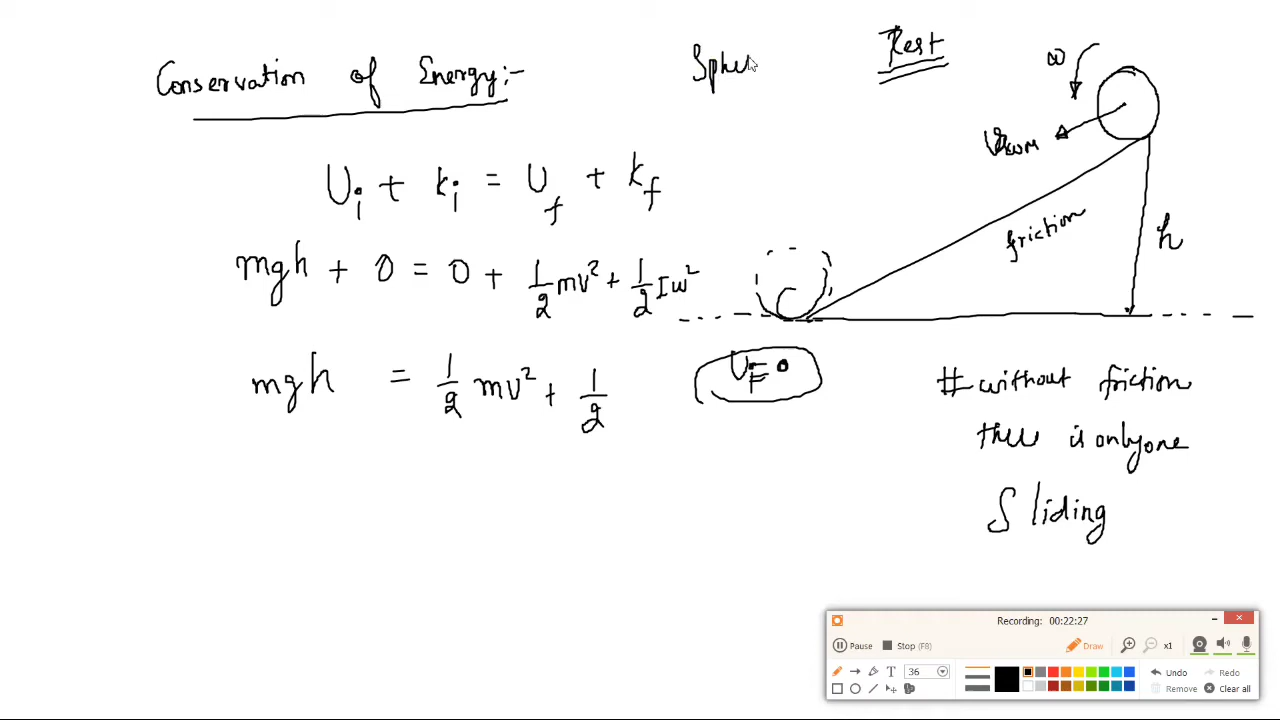 Conservation of Energy:-
Sphe
Rest
ω
VCOM
Ui + ki = Uf + kf
friction
h
mgh + 0 = 0 + 1/2 mv² + 1/2 Iω²
mgh = 1/2 mv² + 1/2
UF = 0
# without friction
there is only one
Sliding
Recording: 00:22:27
Pause
Stop (F8)
Draw
x1
T
36
Undo
Redo
Remove
Clear all